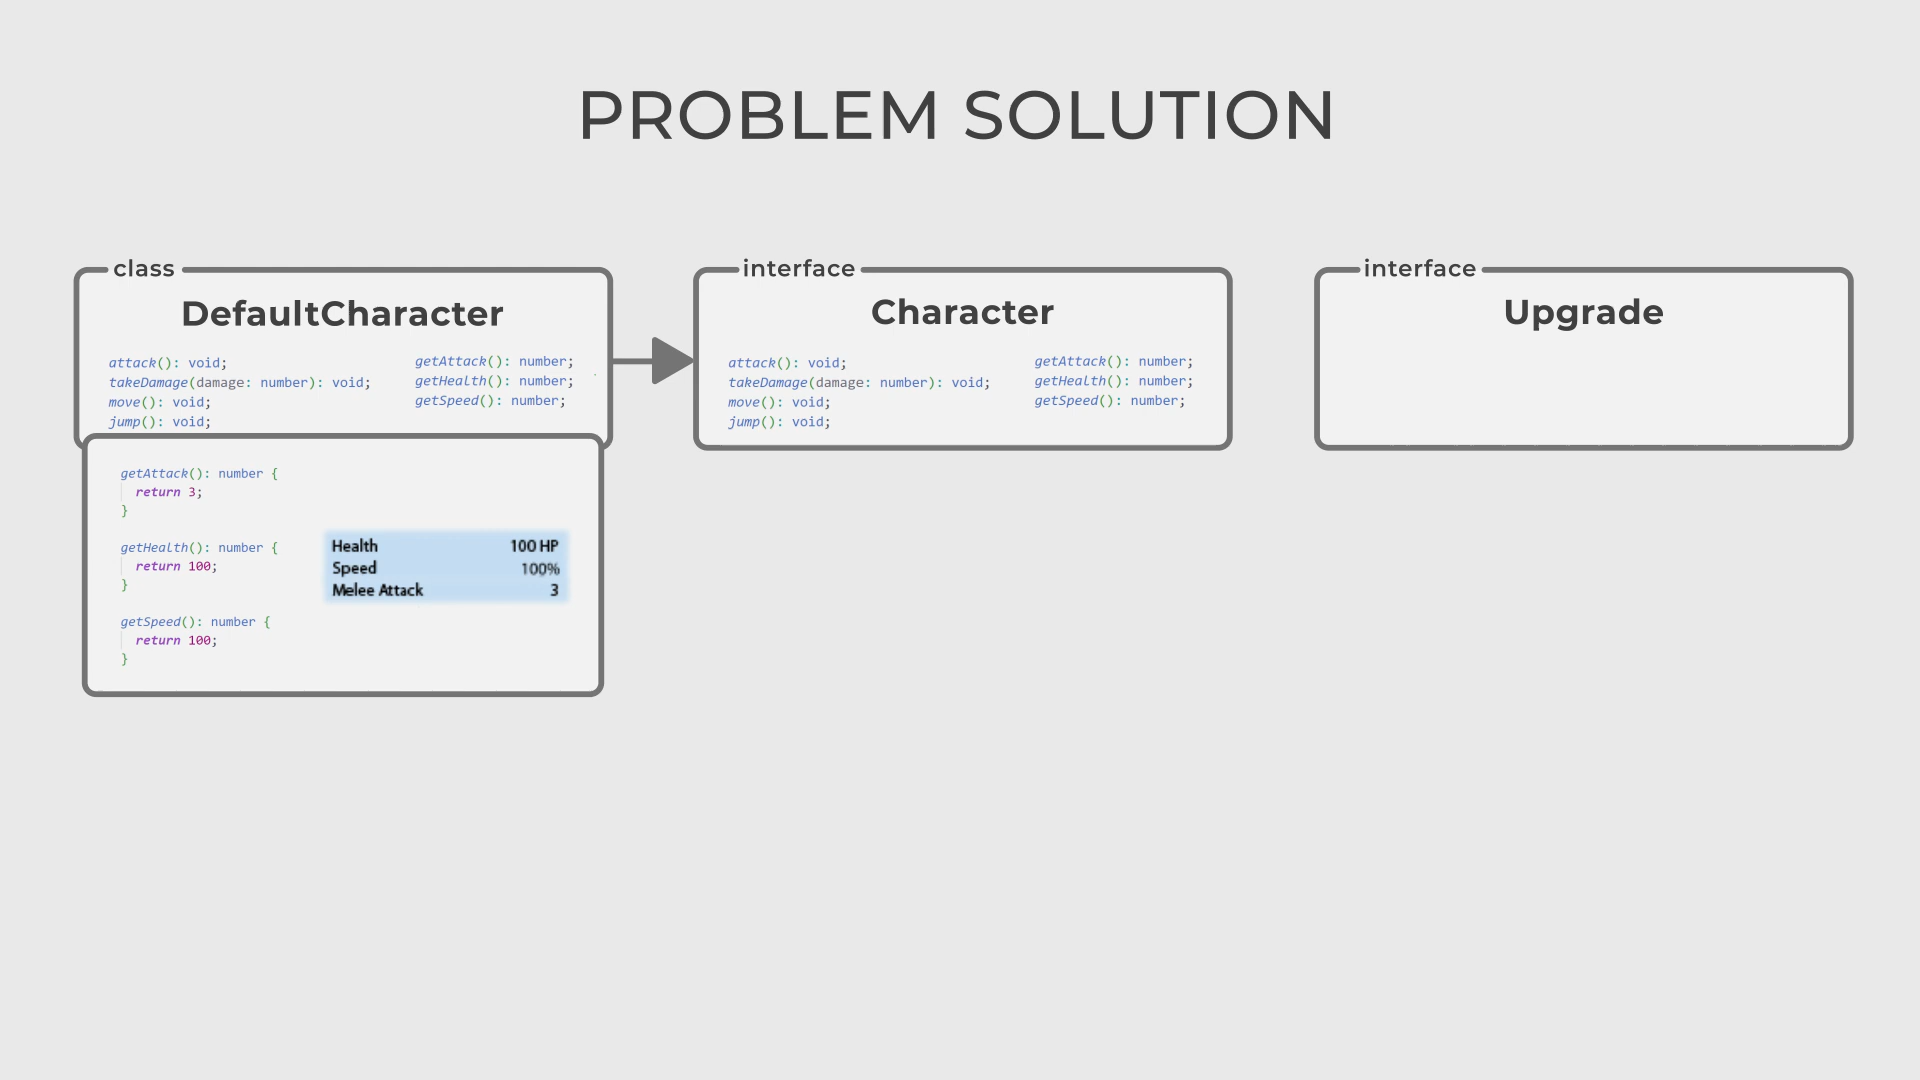 PROBLEM SOLUTION
class
DefaultCharacter
attack(): void;
takeDamage(damage: number): void;
move(): void;
jump(): void;
getAttack(): number;
getHealth(): number;
getSpeed(): number;
getAttack(): number {
return 3;
}
getHealth(): number {
return 100;
}
getSpeed(): number {
return 100;
}
Health 100 HP
Speed 100%
Melee Attack 3
interface
Character
attack(): void;
takeDamage(damage: number): void;
move(): void;
jump(): void;
getAttack(): number;
getHealth(): number;
getSpeed(): number;
interface
Upgrade